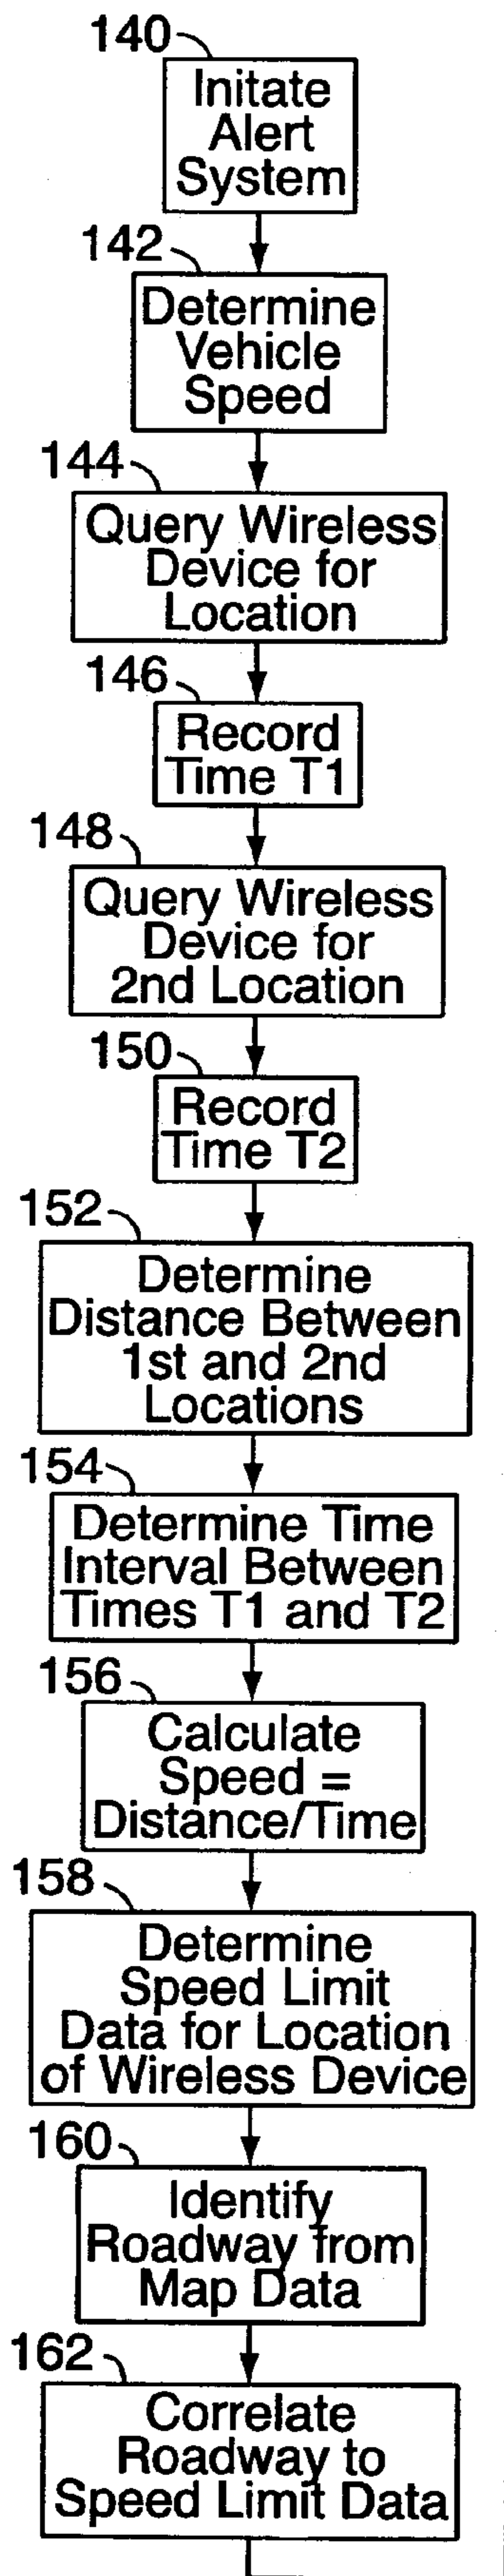 140
Initate
Alert
System
142
Determine
Vehicle
Speed
144
Query Wireless
Device for
Location
146
Record
Time T1
148
Query Wireless
Device for
2nd Location
150
Record
Time T2
152
Determine
Distance Between
1st and 2nd
Locations
154
Determine Time
Interval Between
Times T1 and T2
156
Calculate
Speed =
Distance/Time
158
Determine
Speed Limit
Data for Location
of Wireless Device
160
Identify
Roadway from
Map Data
162
Correlate
Roadway to
Speed Limit Data